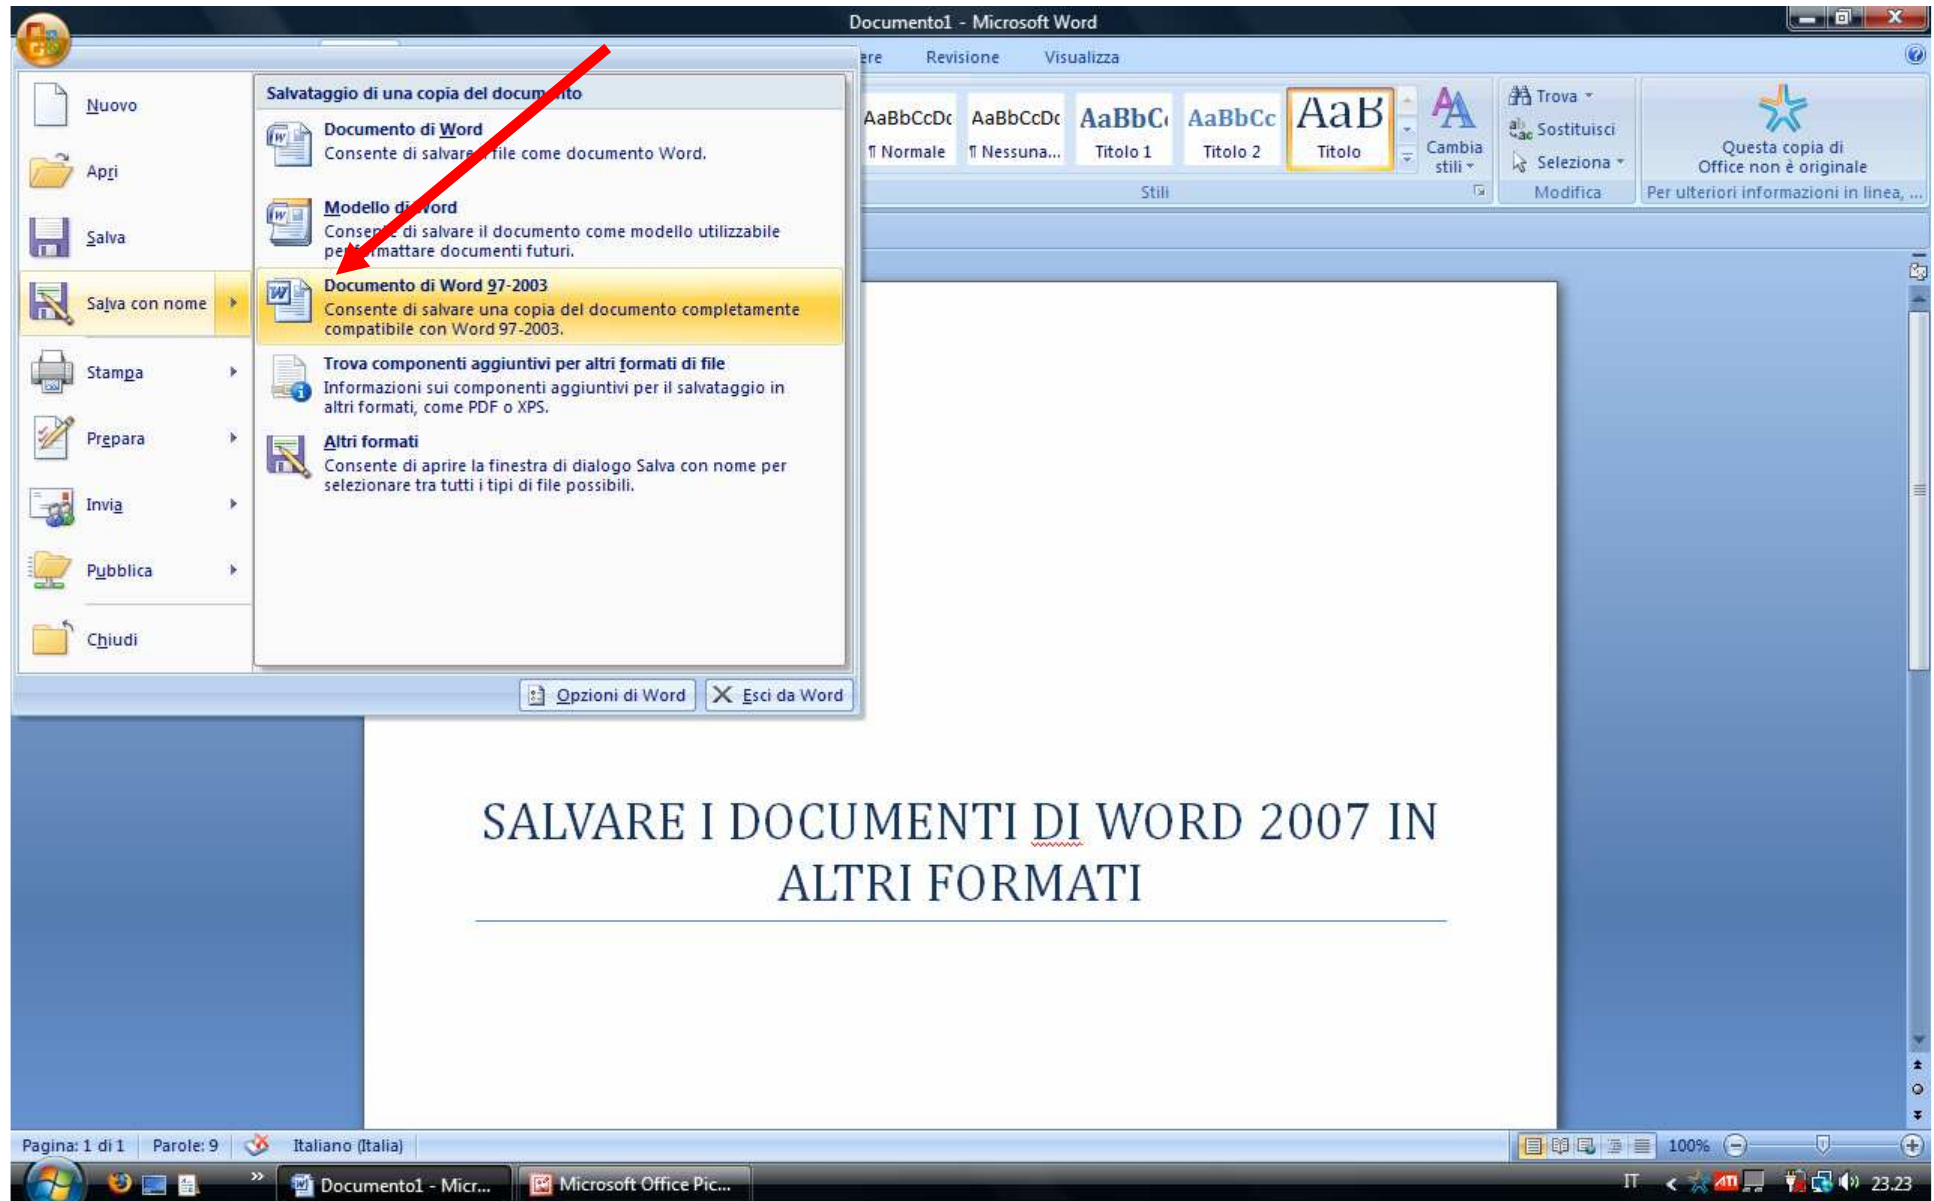 Documento1 - Microsoft Word
Revisione Visualizza
Nuovo
Apri
Salva
Salva con nome
Stampa
Prepara
Invia
Pubblica
Chiudi
Salvataggio di una copia del documento
Documento di Word
Consente di salvare il file come documento Word.
Modello di Word
Consente di salvare il documento come modello utilizzabile
per formattare documenti futuri.
Documento di Word 97-2003
Consente di salvare una copia del documento completamente
compatibile con Word 97-2003.
Trova componenti aggiuntivi per altri formati di file
Informazioni sui componenti aggiuntivi per il salvataggio in
altri formati, come PDF o XPS.
Altri formati
Consente di aprire la finestra di dialogo Salva con nome per
selezionare tra tutti i tipi di file possibili.
Opzioni di Word Esci da Word
AaBbCcDc AaBbCcDc AaBbC AaBbCc AaB
¶ Normale ¶ Nessuna... Titolo 1 Titolo 2 Titolo
Cambia
stili
Stili
Trova
Sostituisci
Seleziona
Modifica
Questa copia di
Office non è originale
Per ulteriori informazioni in linea, ...
SALVARE I DOCUMENTI DI WORD 2007 IN
ALTRI FORMATI
Pagina: 1 di 1 Parole: 9 Italiano (Italia) 100%
Documento1 - Micr... Microsoft Office Pic... IT ATI 23.23